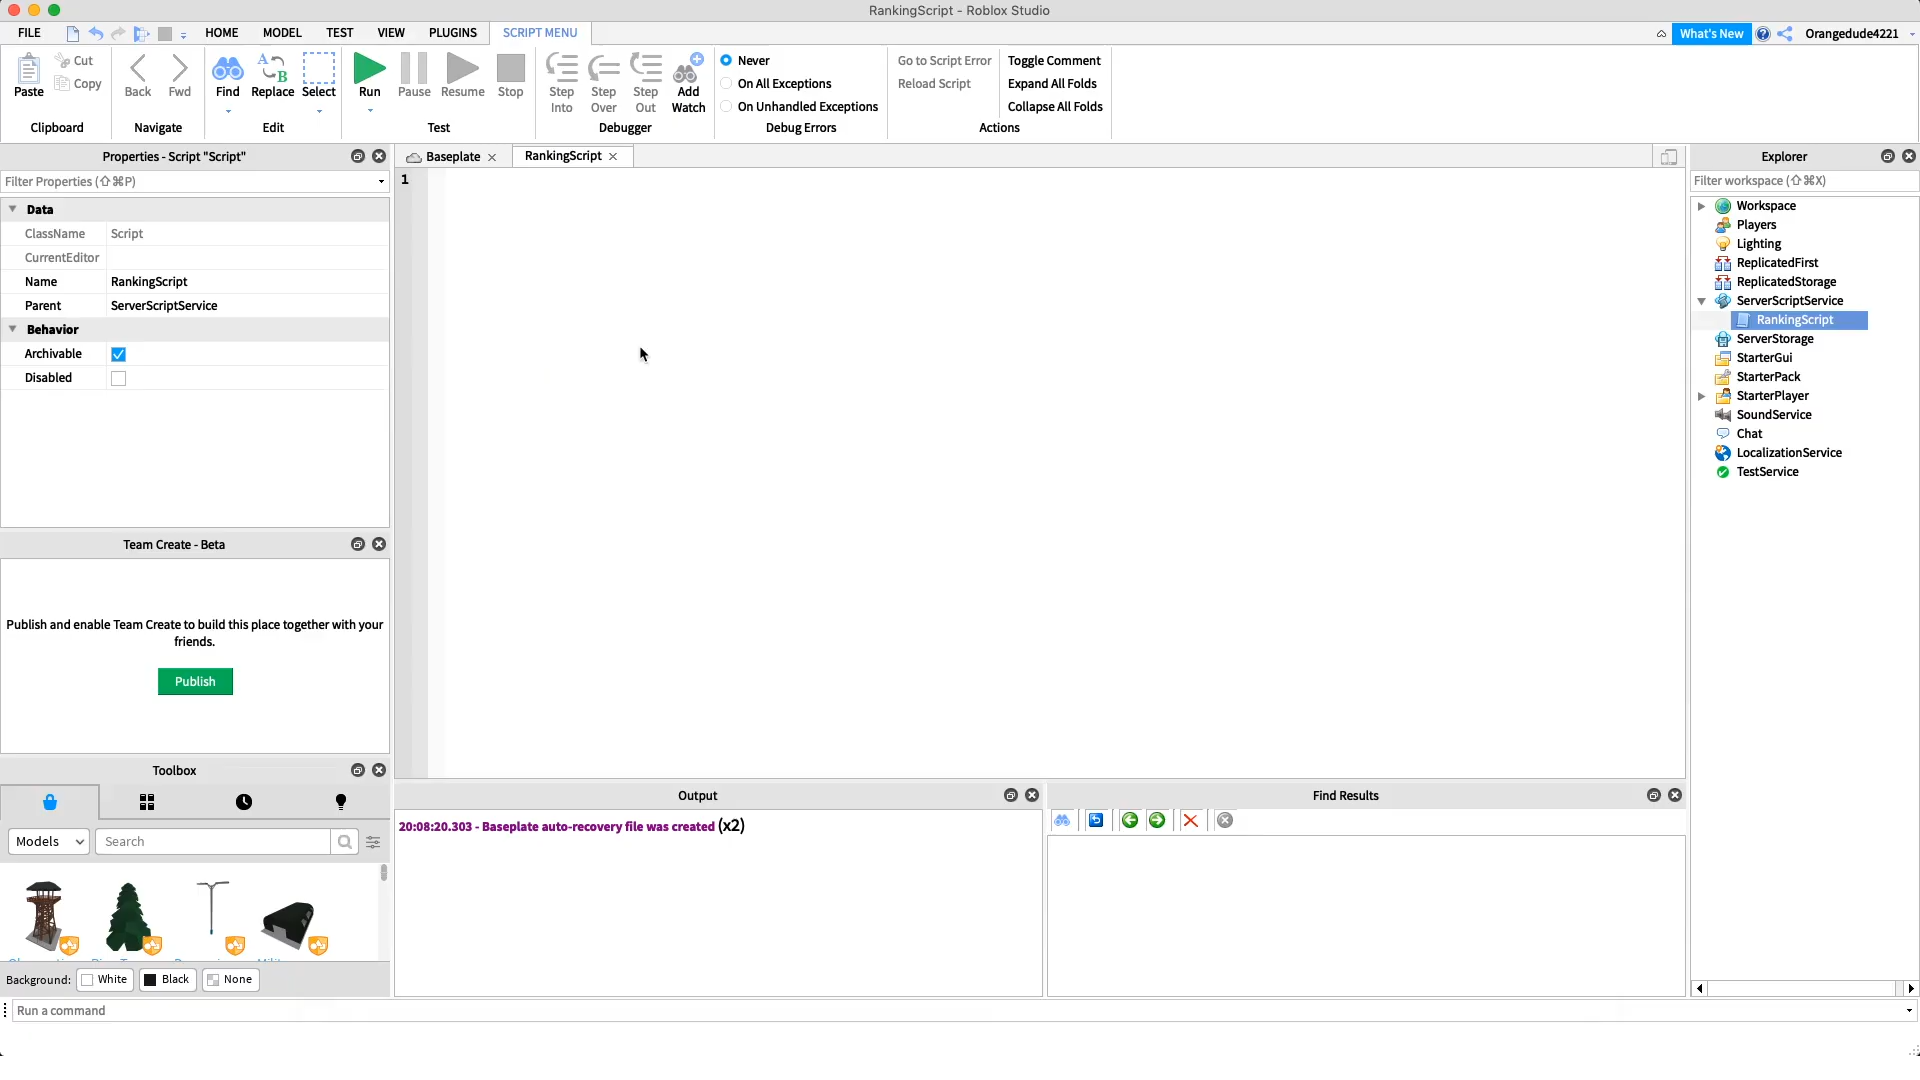 RankingScript - Roblox Studio
FILE HOME MODEL TEST VIEW PLUGINS SCRIPT MENU What's New Orangedude4221
Paste Cut Copy
Clipboard
Back Fwd
Navigate
Find Replace Select
Edit
Run Pause Resume Stop
Test
Step Into Step Over Step Out Add Watch
Debugger
Never
On All Exceptions
On Unhandled Exceptions
Debug Errors
Go to Script Error Toggle Comment
Reload Script Expand All Folds
Collapse All Folds
Actions
Properties - Script "Script"
Filter Properties (⇧⌘P)
Data
ClassName Script
CurrentEditor
Name RankingScript
Parent ServerScriptService
Behavior
Archivable
Disabled
Team Create - Beta
Publish and enable Team Create to build this place together with your
friends.
Publish
Toolbox
Models Search
Background: White Black None
Run a command
Baseplate RankingScript
1
Output
20:08:20.303 - Baseplate auto-recovery file was created (x2)
Find Results
Explorer
Filter workspace (⇧⌘X)
Workspace
Players
Lighting
ReplicatedFirst
ReplicatedStorage
ServerScriptService
RankingScript
ServerStorage
StarterGui
StarterPack
StarterPlayer
SoundService
Chat
LocalizationService
TestService